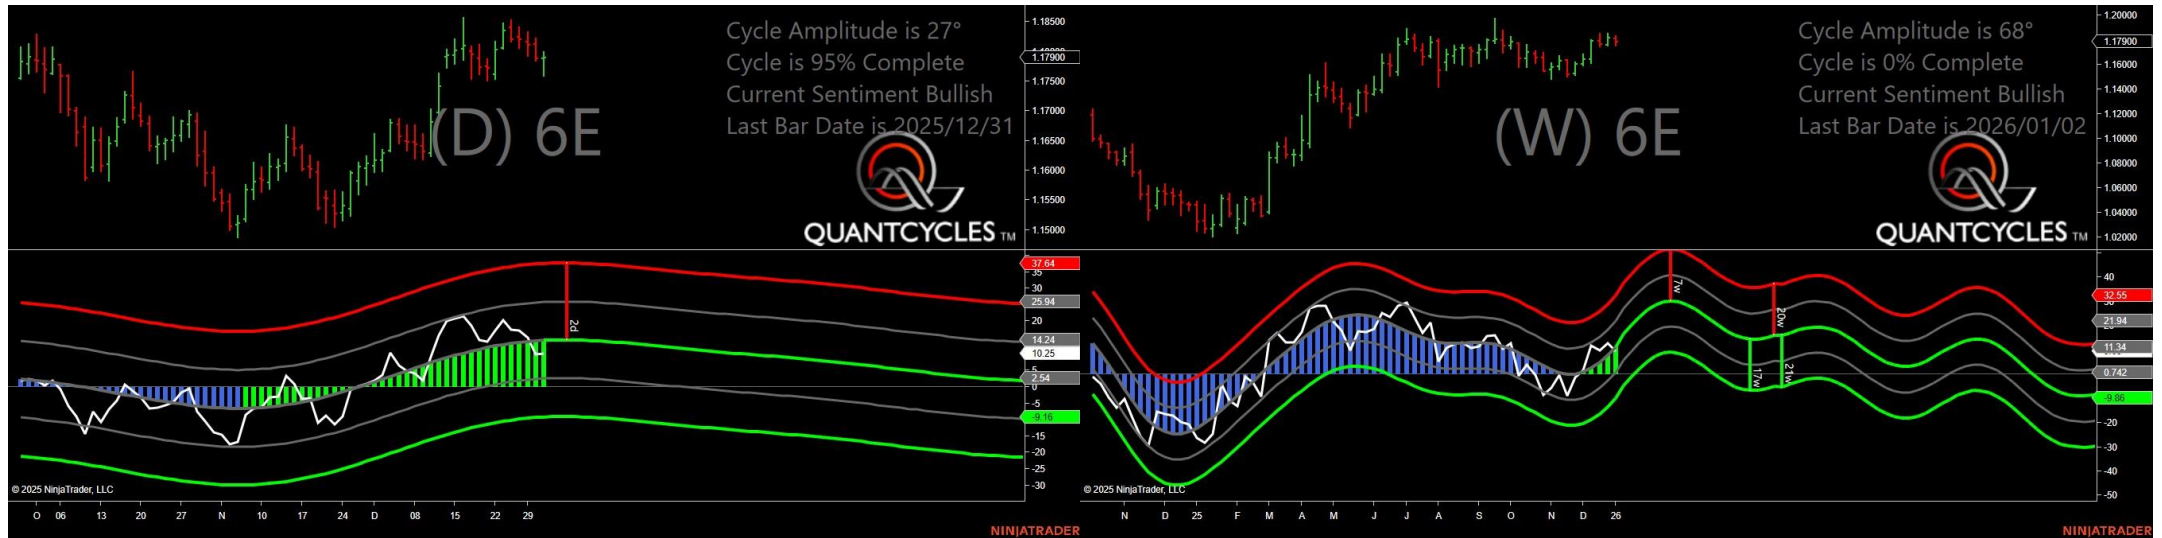 Cycle Amplitude is 27°
Cycle is 95% Complete
Current Sentiment Bullish
Last Bar Date is 2025/12/31
(D) 6E
QUANTCYCLES TM
1.18500
1.17900
1.17500
1.17000
1.16500
1.16000
1.15500
1.15000
37.64
35
30
25.94
20
14.24
10.25
5
2.54
0
-5
-9.16
-15
-20
-25
-30
2d
© 2025 NinjaTrader, LLC
O 06 13 20 27 N 10 17 24 D 08 15 22 29
NINJATRADER
Cycle Amplitude is 68°
Cycle is 0% Complete
Current Sentiment Bullish
Last Bar Date is 2026/01/02
(W) 6E
QUANTCYCLES TM
1.20000
1.17900
1.16000
1.14000
1.12000
1.10000
1.08000
1.06000
1.04000
1.02000
40
32.55
21.94
11.34
0.742
-9.86
-20
-30
-40
-50
7w
20w
17w
21w
© 2025 NinjaTrader, LLC
N D 25 F M A M J J A S O N D 26
NINJATRADER